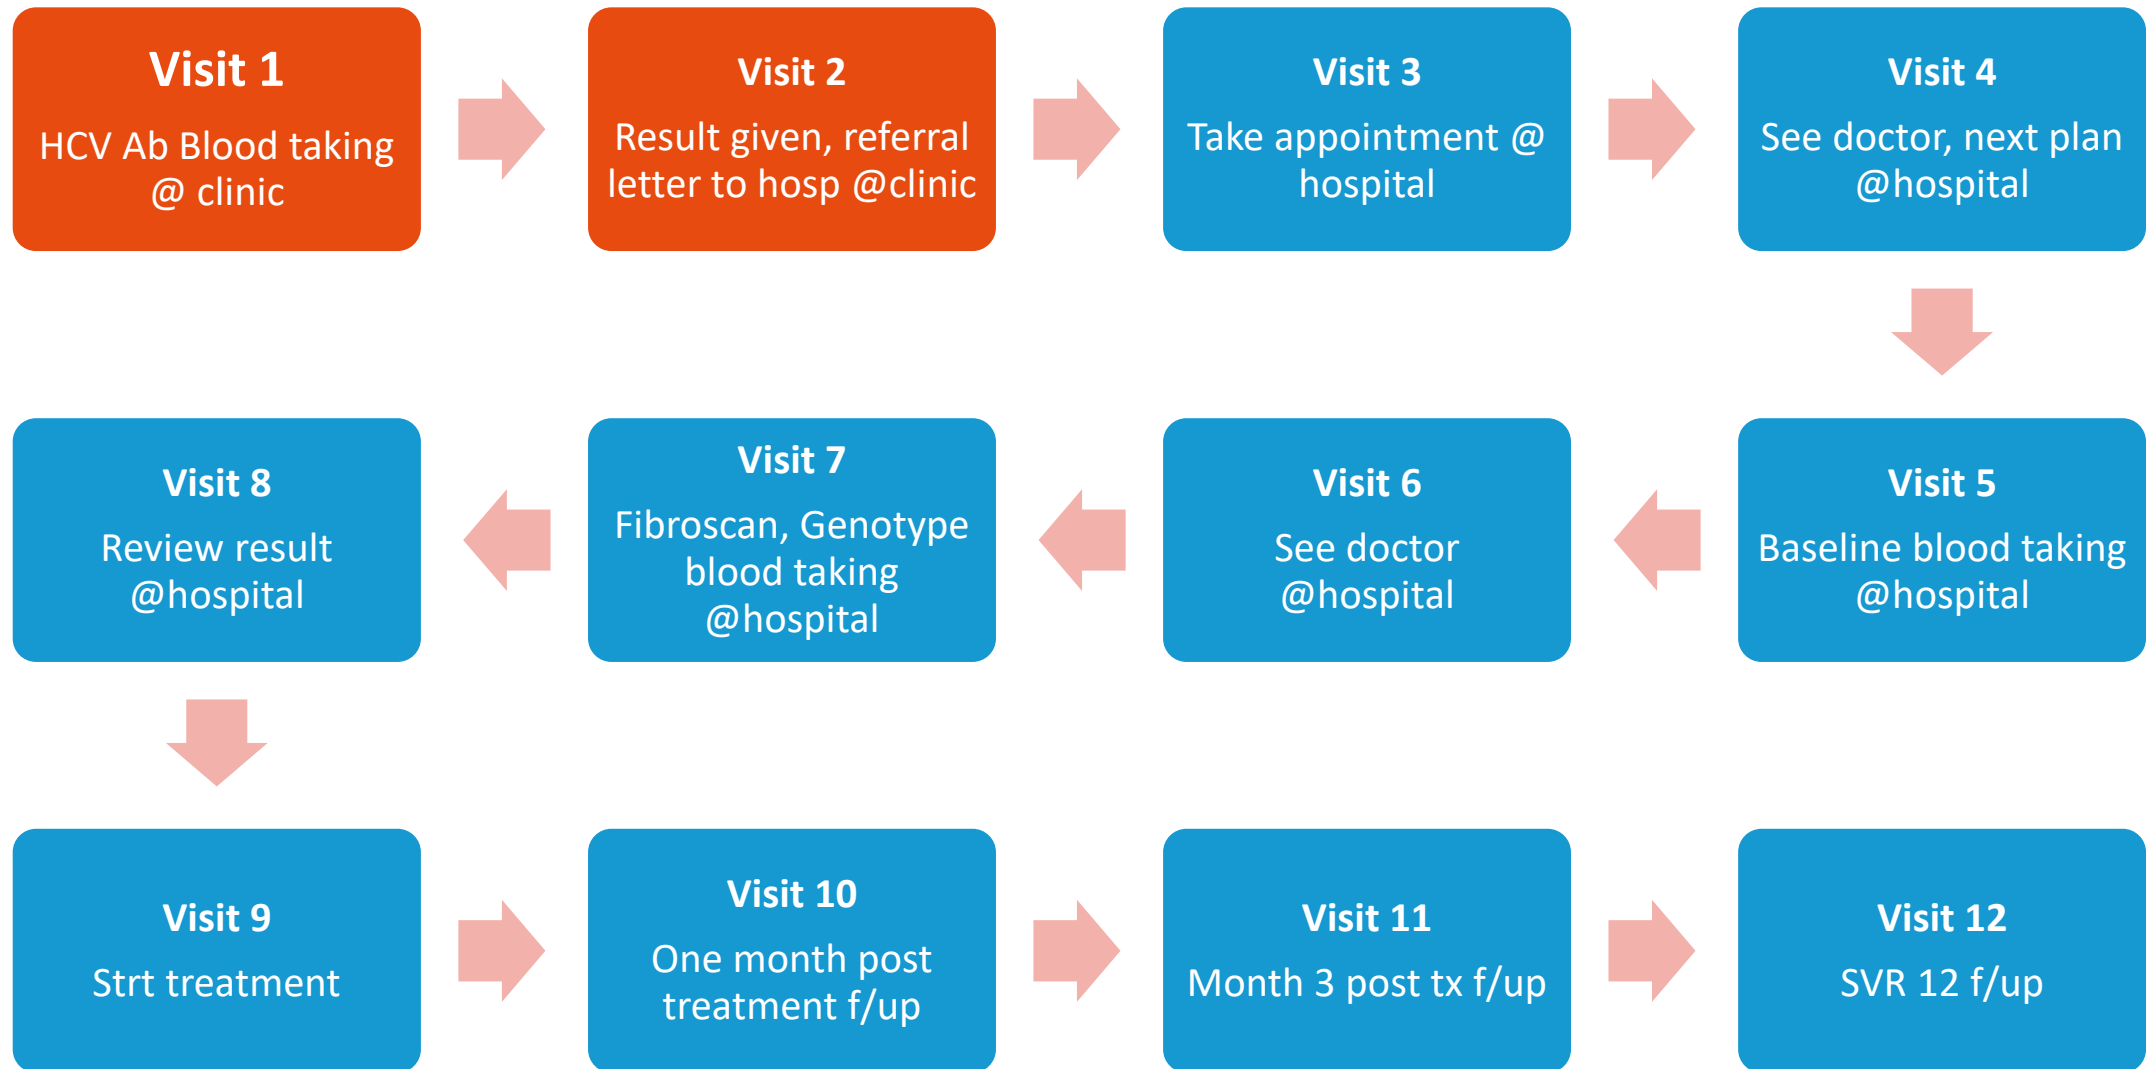 Visit 1
HCV Ab Blood taking
@ clinic
Visit 2
Result given, referral
letter to hosp @clinic
Visit 3
Take appointment @
hospital
Visit 4
See doctor, next plan
@hospital
Visit 5
Baseline blood taking
@hospital
Visit 6
See doctor
@hospital
Visit 7
Fibroscan, Genotype
blood taking
@hospital
Visit 8
Review result
@hospital
Visit 9
Strt treatment
Visit 10
One month post
treatment f/up
Visit 11
Month 3 post tx f/up
Visit 12
SVR 12 f/up